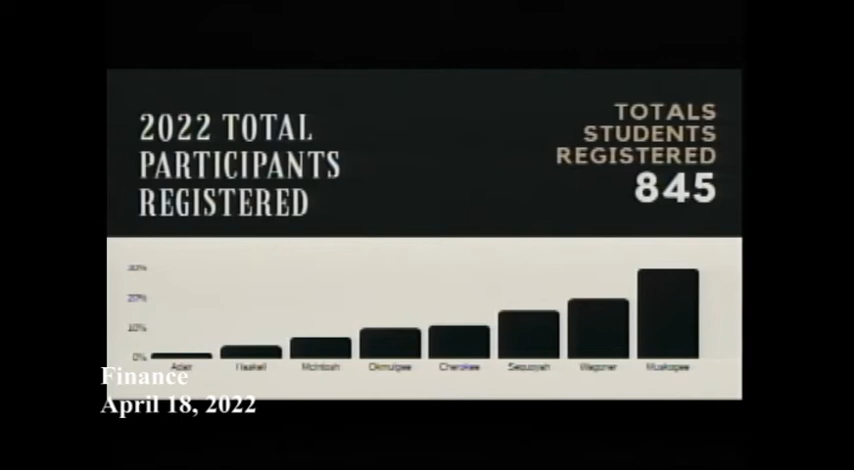 2022 TOTAL
PARTICIPANTS
REGISTERED
TOTALS
STUDENTS
REGISTERED
845
30%
20%
10%
0%
Adair Haskell McIntosh Okmulgee Cherokee Sequoyah Wagoner Muskogee
Finance
April 18, 2022